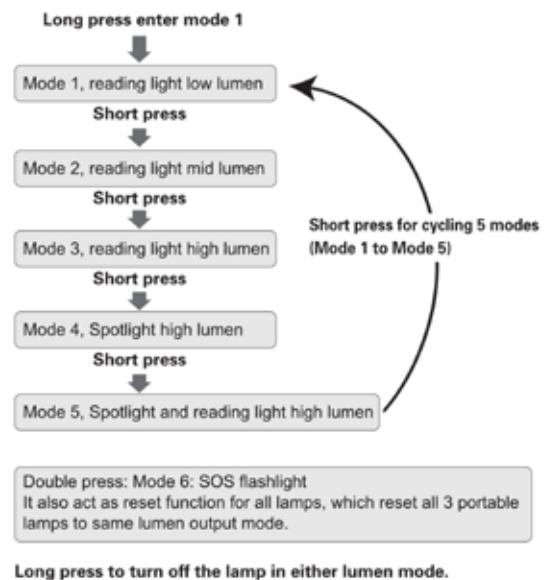 Long press enter mode 1
Mode 1, reading light low lumen
Short press
Mode 2, reading light mid lumen
Short press
Mode 3, reading light high lumen
Short press
Mode 4, Spotlight high lumen
Short press
Mode 5, Spotlight and reading light high lumen
Short press for cycling 5 modes
(Mode 1 to Mode 5)
Double press: Mode 6: SOS flashlight
It also act as reset function for all lamps, which reset all 3 portable
lamps to same lumen output mode.
Long press to turn off the lamp in either lumen mode.